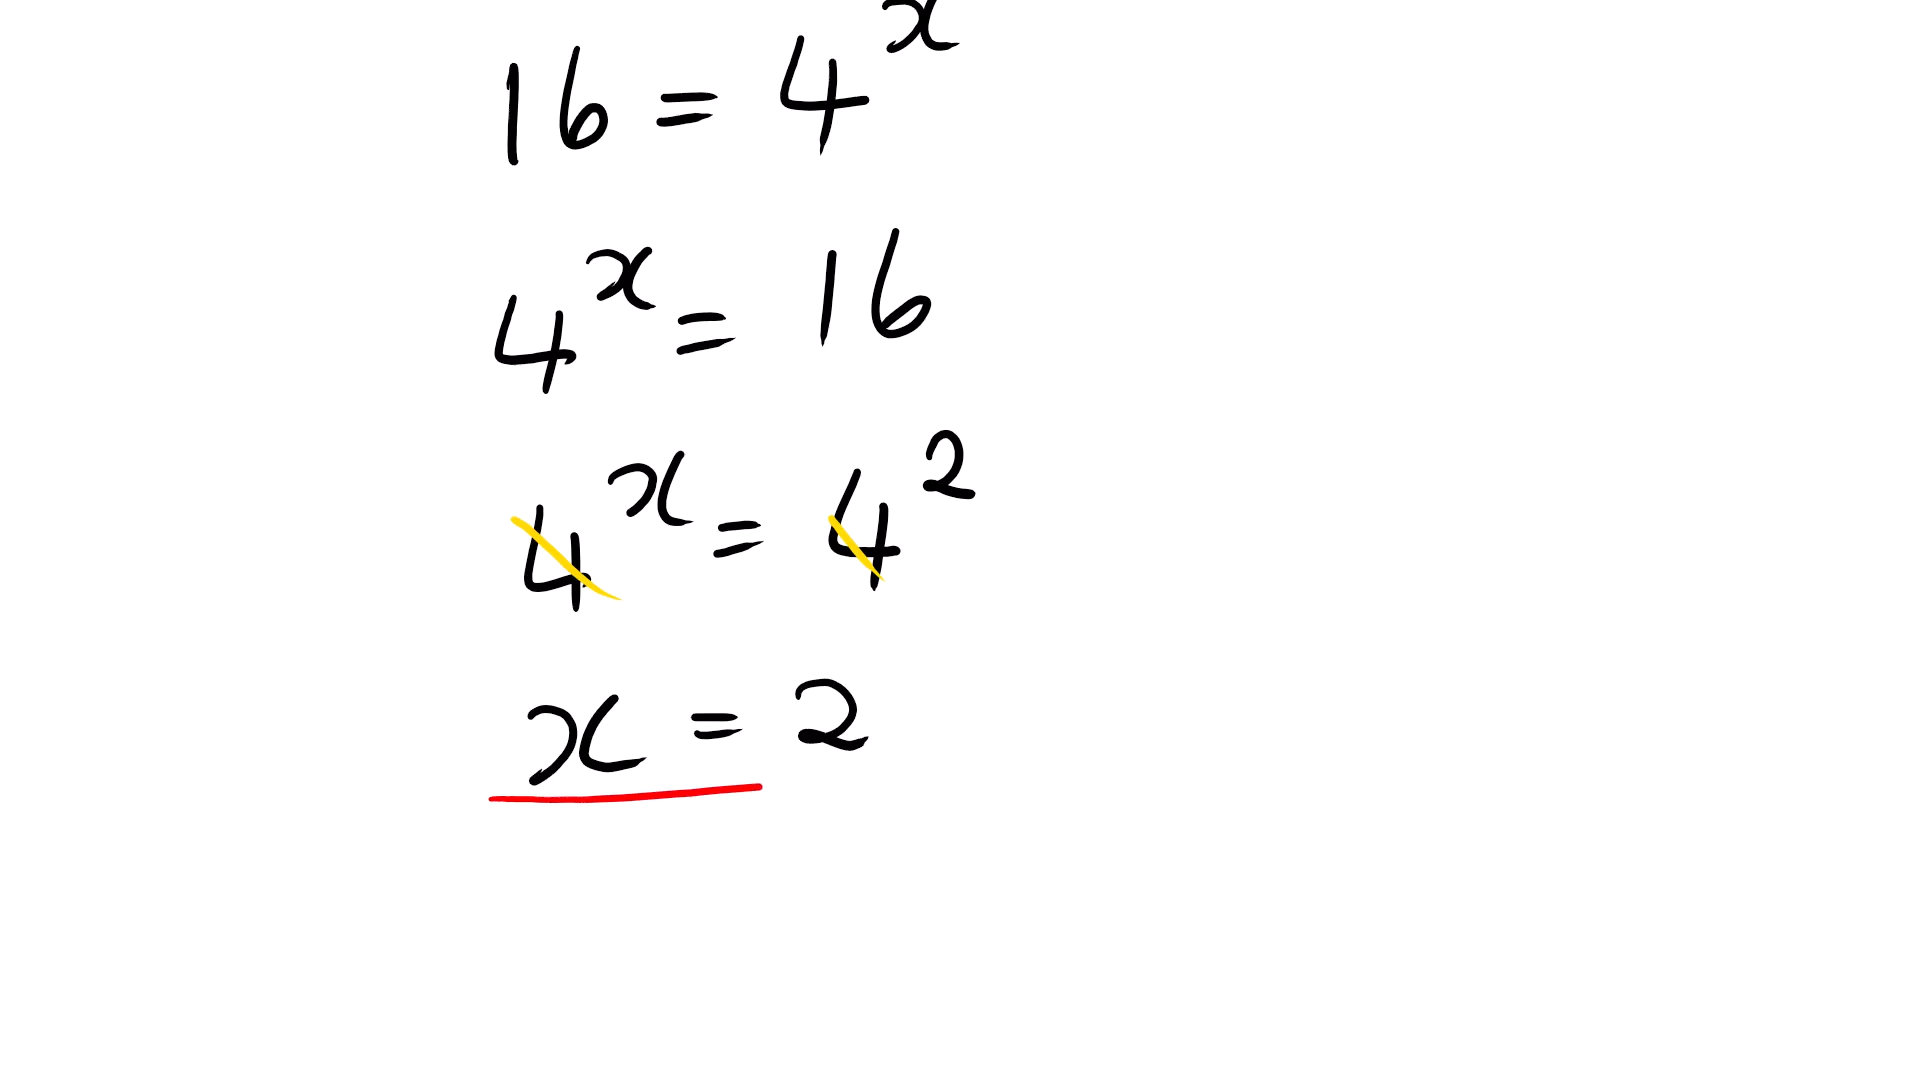 16 = 4^x
4^x = 16
4^x = 4^2
x = 2